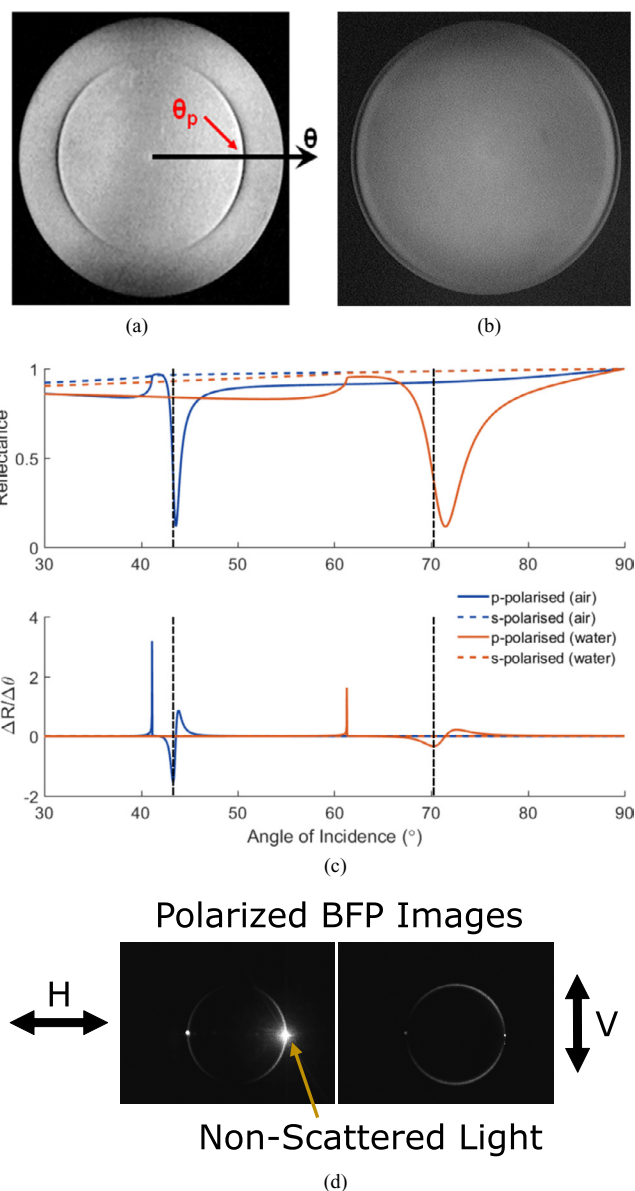 θp
θ
(a)
(b)
1
0.5
0
Reflectance
30
40
50
60
70
80
90
4
2
0
-2
ΔR/Δθ
p-polarised (air)
s-polarised (air)
p-polarised (water)
s-polarised (water)
30
40
50
60
70
80
90
Angle of Incidence (°)
(c)
Polarized BFP Images
H
V
Non-Scattered Light
(d)